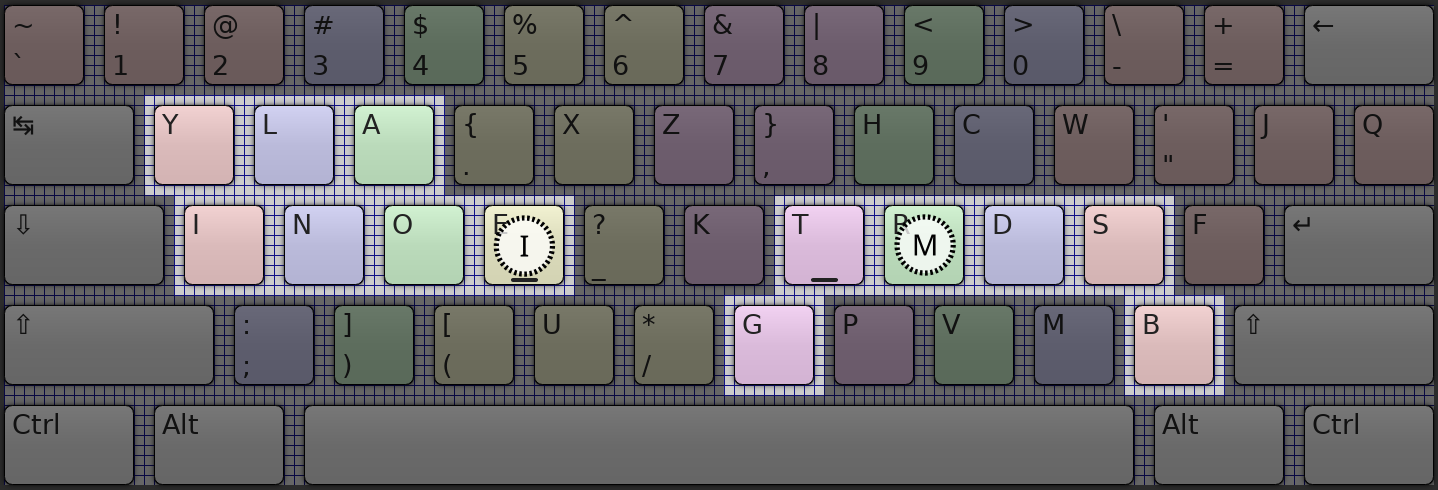 ~ ! @ # $ % ^ & | < > \ + ←
` 1 2 3 4 5 6 7 8 9 0 - =
↹ Y L A { X Z } H C W ' J Q
. , "
⇩ I N O E I ? K T R M D S F ↵
_
⇧ : ] [ U * G P V M B ⇧
; ) ( /
Ctrl Alt Alt Ctrl